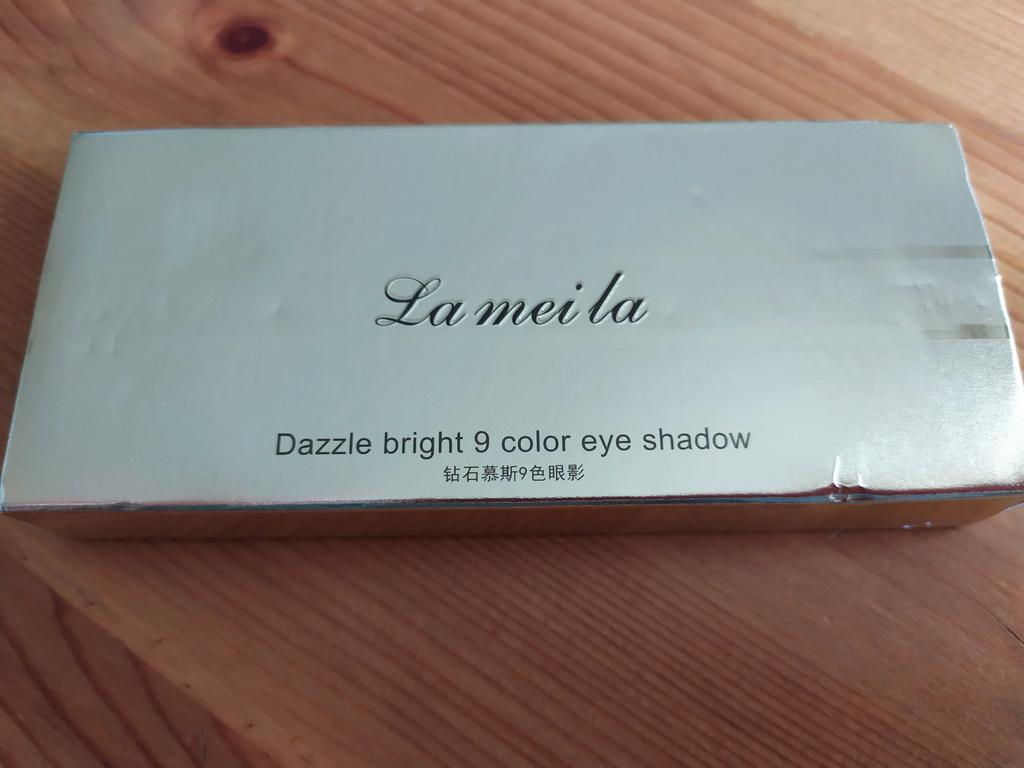 La mei la
Dazzle bright 9 color eye shadow
钻石慕斯9色眼影